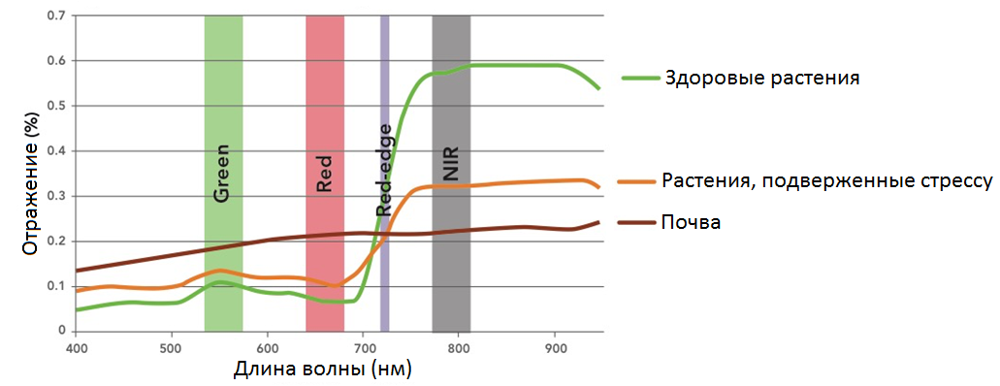 0.7
0.6
0.5
0.4
0.3
0.2
0.1
0
Отражение (%)
400
500
600
700
800
900
Длина волны (нм)
Green
Red
Red-edge
NIR
Здоровые растения
Растения, подверженные стрессу
Почва